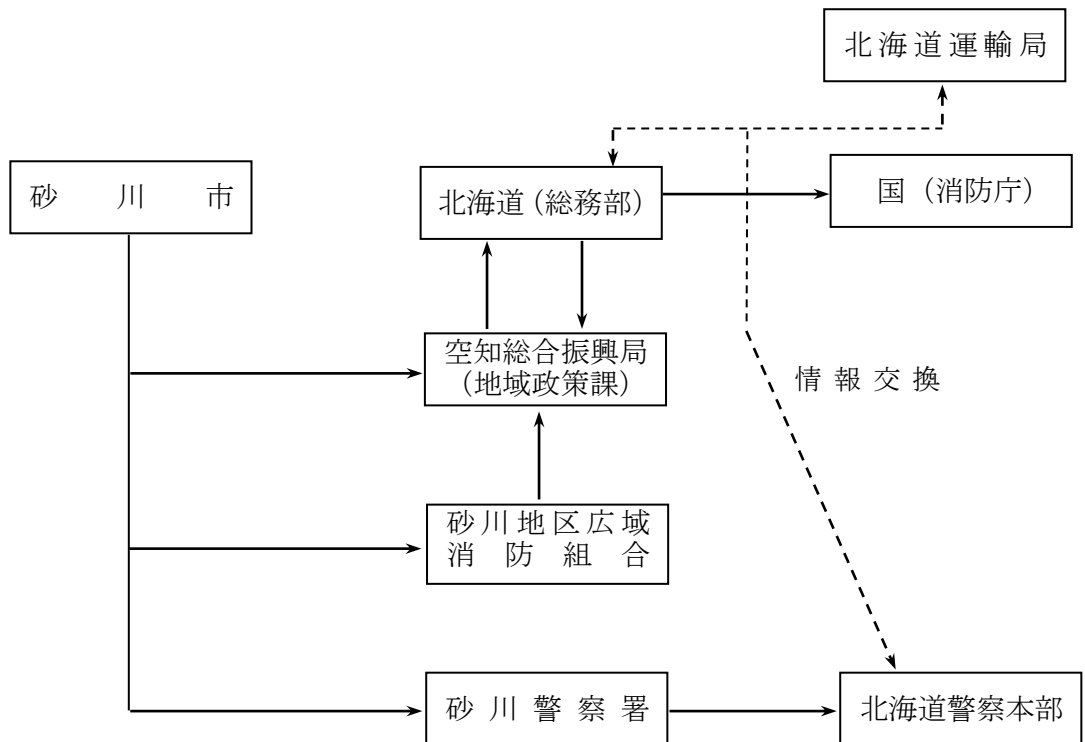 北海道運輸局
砂川市
北海道（総務部）
国（消防庁）
空知総合振興局
（地域政策課）
情報交換
砂川地区広域
消防組合
砂川警察署
北海道警察本部